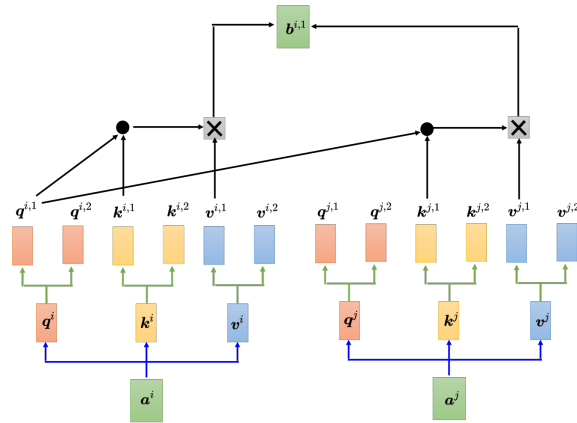 b^{i,1}
q^{i,1} q^{i,2} k^{i,1} k^{i,2} v^{i,1} v^{i,2} q^{j,1} q^{j,2} k^{j,1} k^{j,2} v^{j,1} v^{j,2}
q^i k^i v^i q^j k^j v^j
a^i a^j